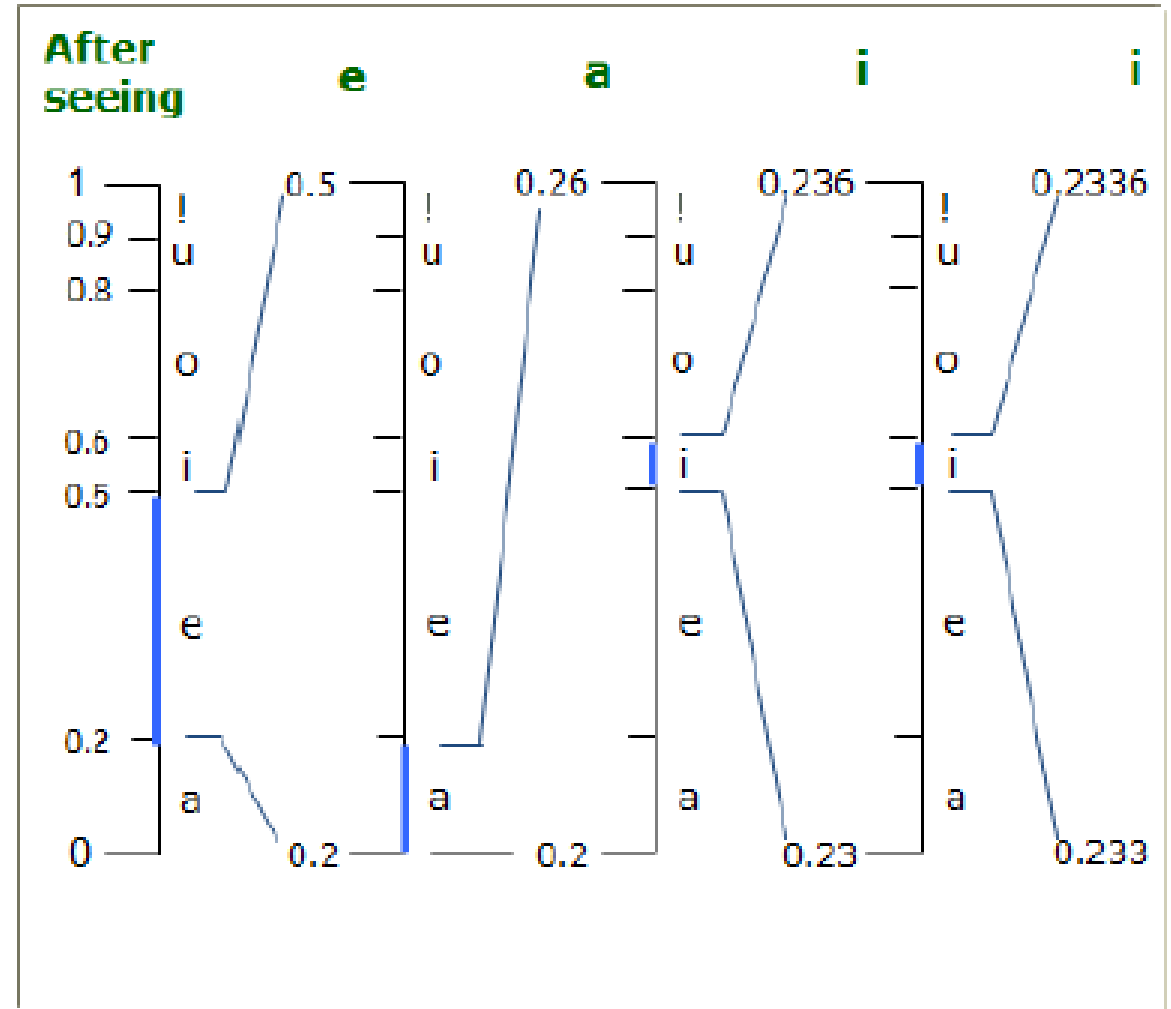 After
seeing e a i i
1 ! 0.5 ! 0.26 ! 0.236 ! 0.2336
0.9 u u u u
0.8
o o o o
0.6
i i i i
0.5
e e e e
0.2
a a a a
0 0.2 0.2 0.23 0.233